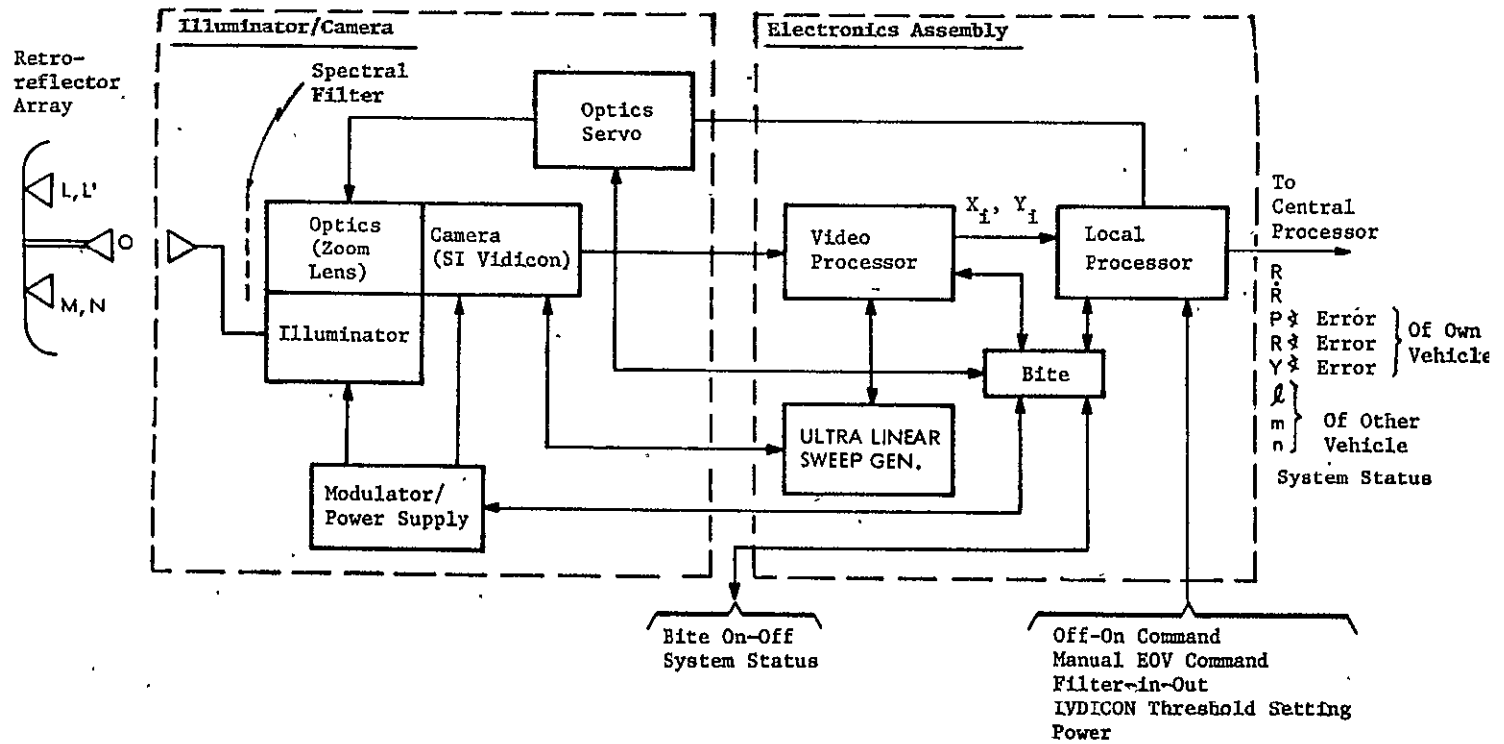 Illuminator/Camera
Electronics Assembly
Retro-
reflector
Array
Spectral
Filter
Optics
Servo
L, L'
O
M, N
Optics
(Zoom
Lens)
Camera
(SI Vidicon)
Illuminator
Modulator/
Power Supply
Video
Processor
X_i, Y_i
Local
Processor
Bite
ULTRA LINEAR
SWEEP GEN.
To
Central
Processor
R
Ṙ
P∢ Error
R∢ Error
Y∢ Error
Of Own
Vehicle
ℓ
m
n
Of Other
Vehicle
System Status
Bite On-Off
System Status
Off-On Command
Manual EOV Command
Filter-in-Out
IVDICON Threshold Setting
Power